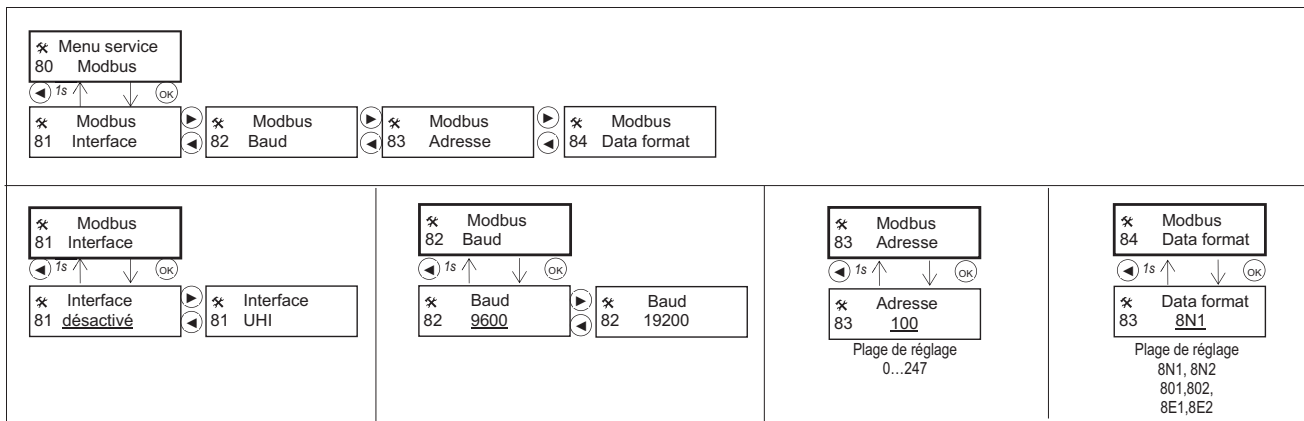 Menu service
80 Modbus
1s OK
Modbus
81 Interface
Modbus
82 Baud
Modbus
83 Adresse
Modbus
84 Data format
Modbus
81 Interface
1s OK
Interface
81 désactivé
Interface
81 UHI
Modbus
82 Baud
1s OK
Baud
82 9600
Baud
82 19200
Modbus
83 Adresse
1s OK
Adresse
83 100
Plage de réglage
0…247
Modbus
84 Data format
1s OK
Data format
83 8N1
Plage de réglage
8N1, 8N2
801,802,
8E1,8E2